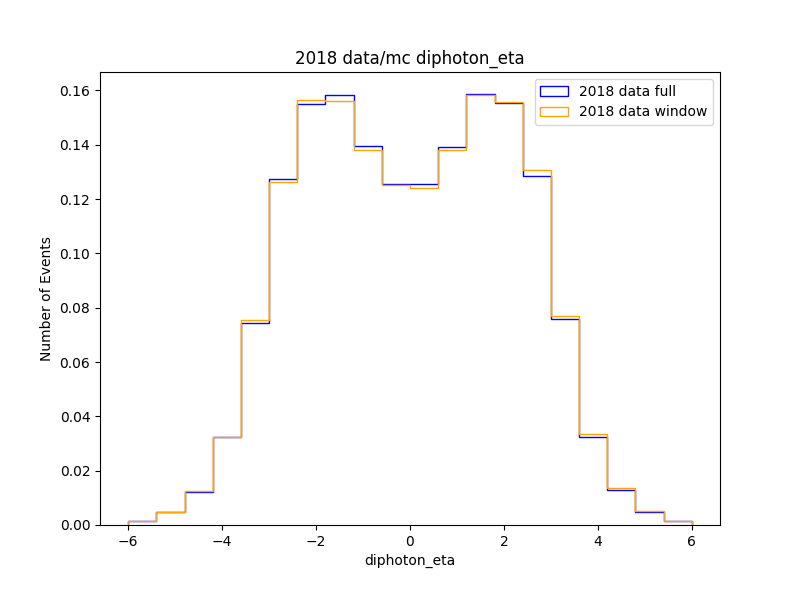 2018 data/mc diphoton_eta
2018 data full
2018 data window
Number of Events
0.16
0.14
0.12
0.10
0.08
0.06
0.04
0.02
0.00
−6 −4 −2 0 2 4 6
diphoton_eta